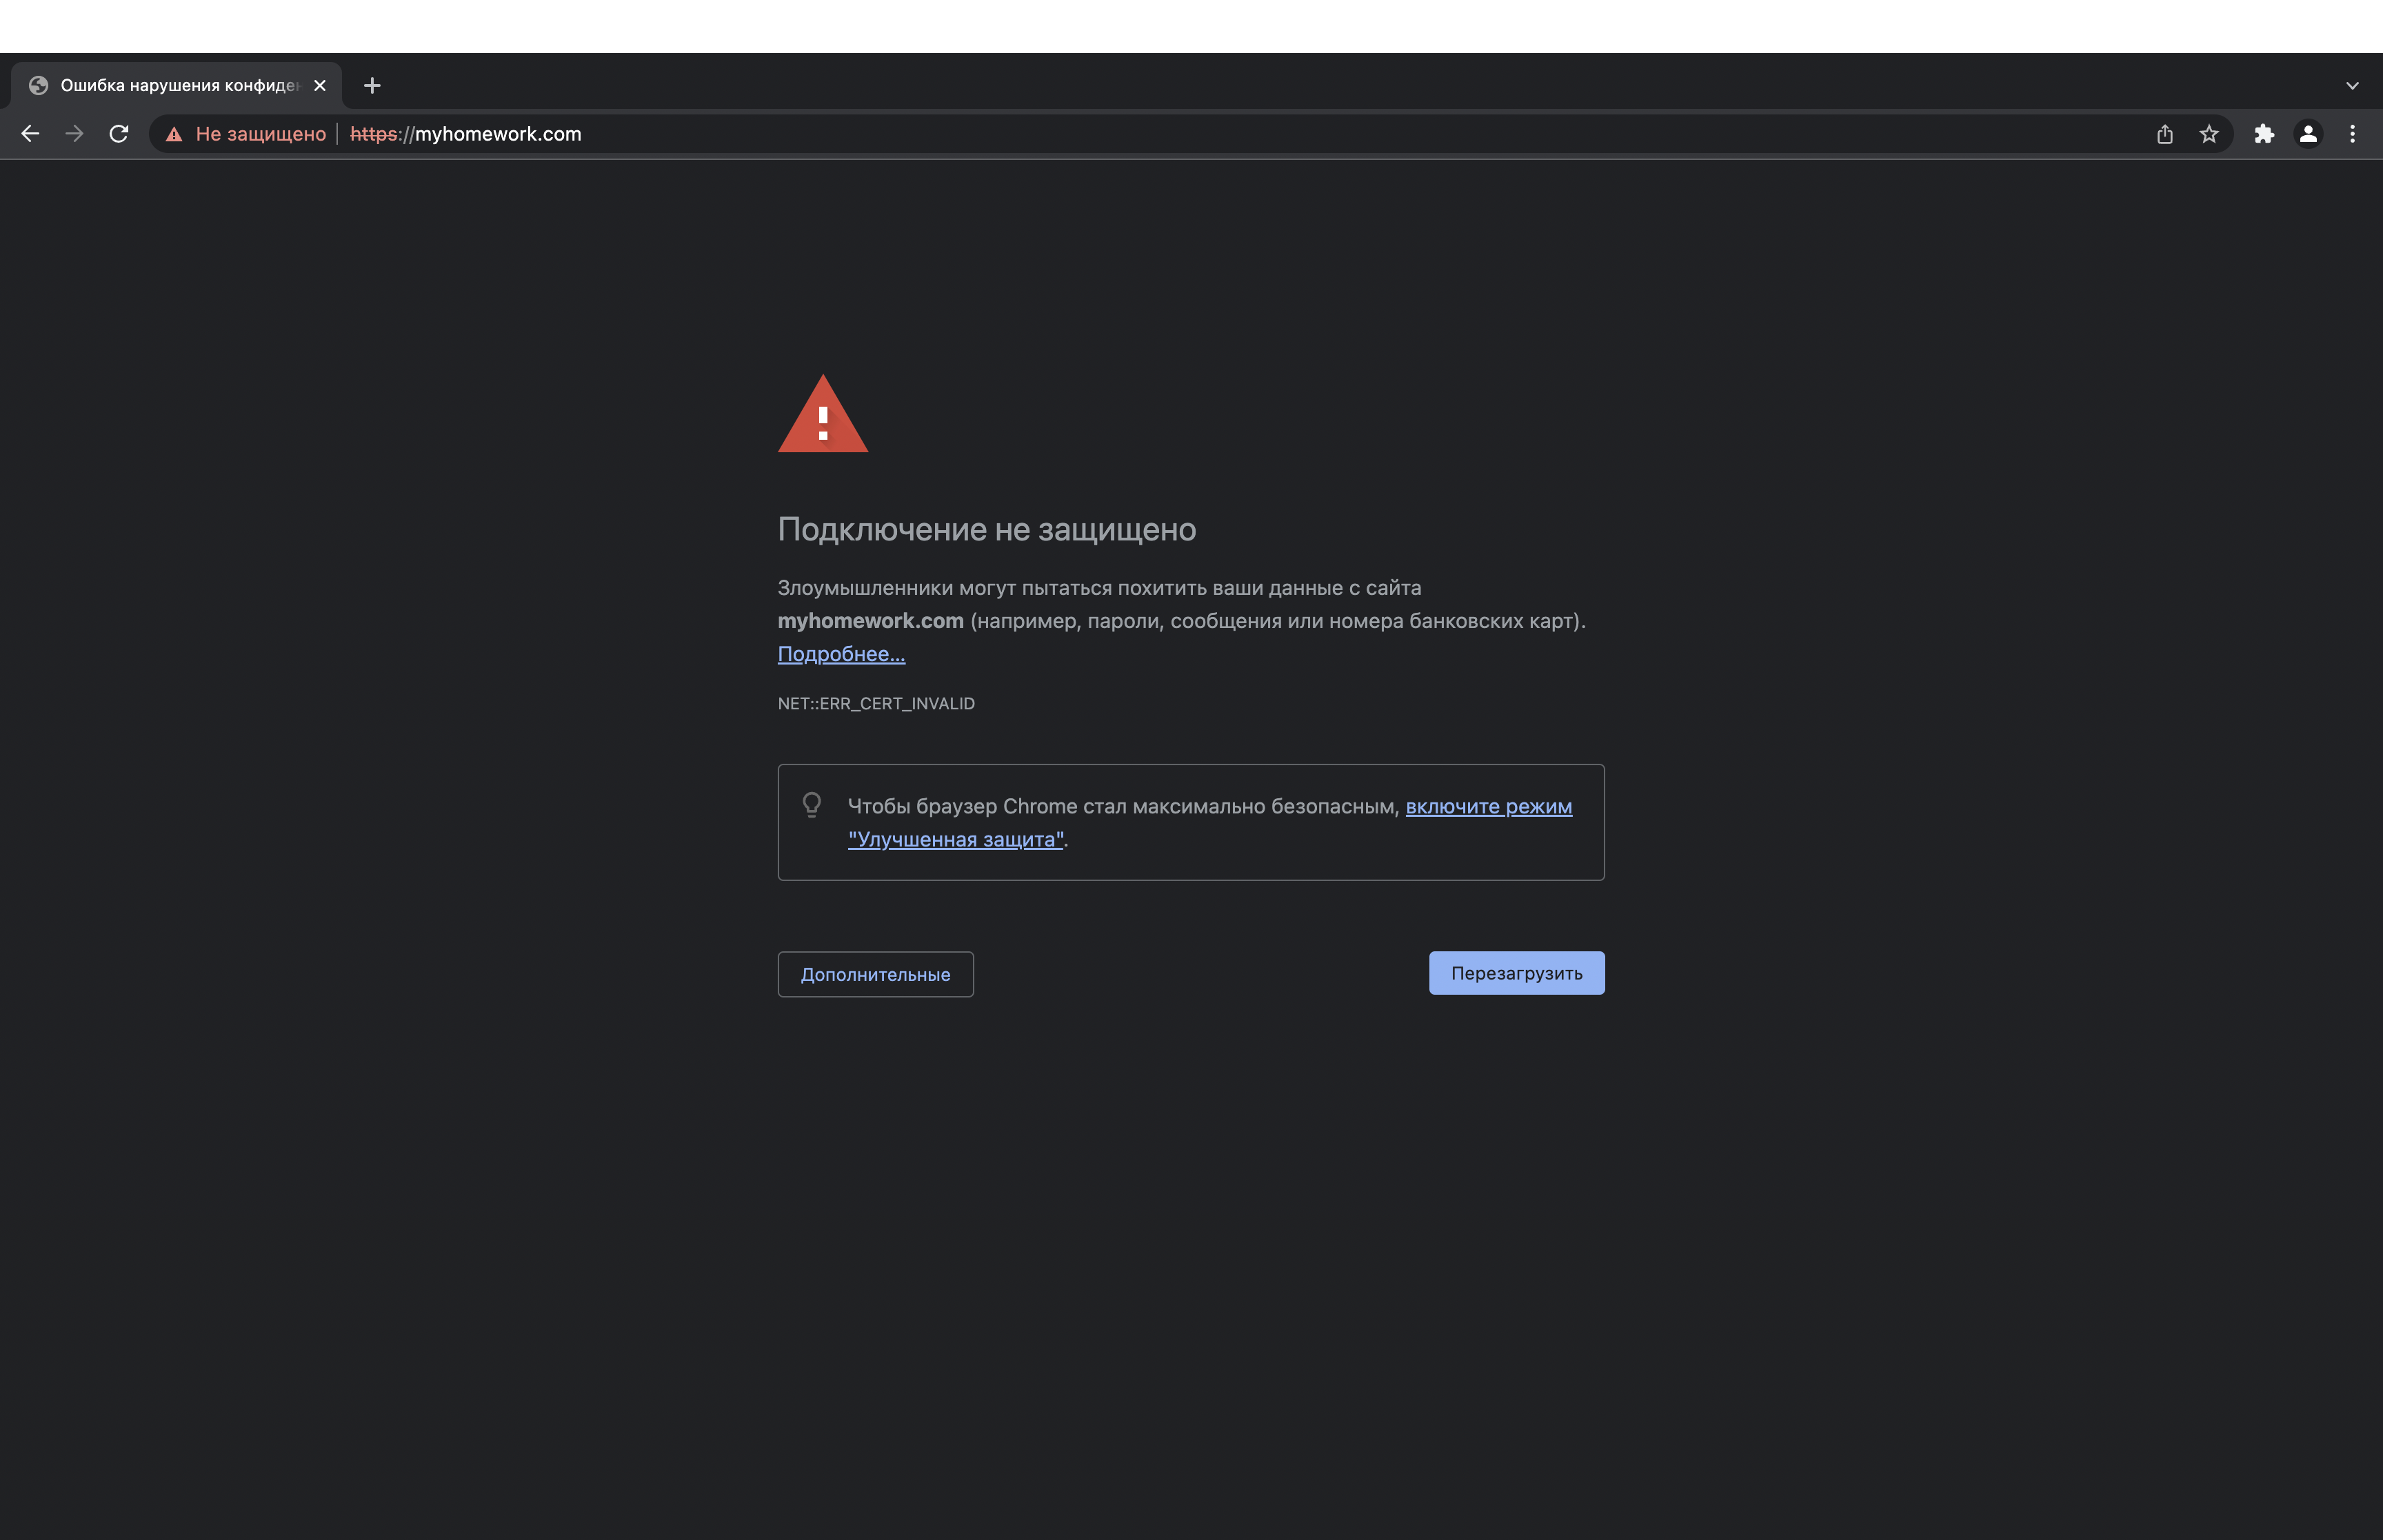 Ошибка нарушения конфиден
Не защищено https://myhomework.com
Подключение не защищено
Злоумышленники могут пытаться похитить ваши данные с сайта
myhomework.com (например, пароли, сообщения или номера банковских карт).
Подробнее...
NET::ERR_CERT_INVALID
Чтобы браузер Chrome стал максимально безопасным, включите режим
"Улучшенная защита".
Дополнительные
Перезагрузить